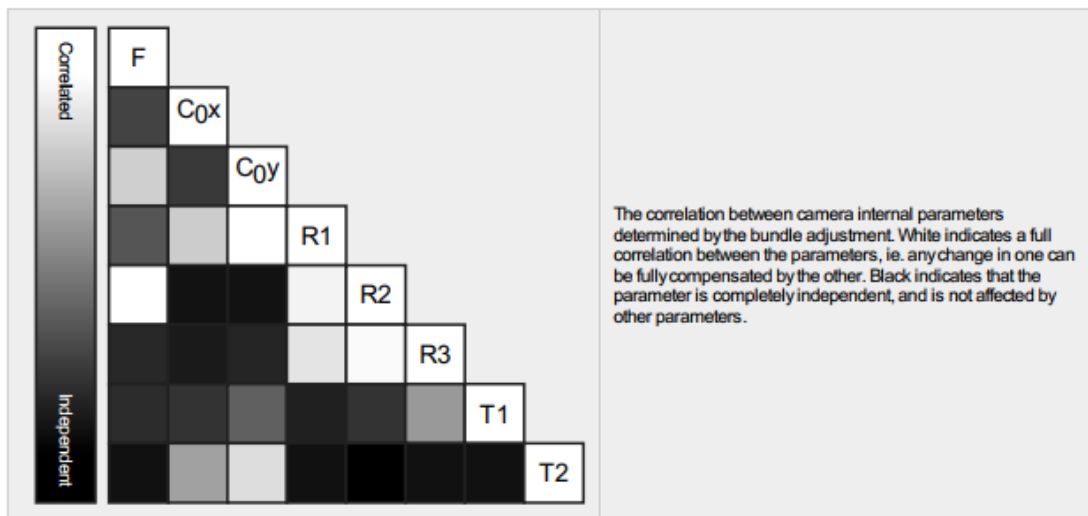 Correlated
Independent
F
C0x
C0y
R1
R2
R3
T1
T2
The correlation between camera internal parameters
determined by the bundle adjustment. White indicates a full
correlation between the parameters, ie. any change in one can
be fully compensated by the other. Black indicates that the
parameter is completely independent, and is not affected by
other parameters.